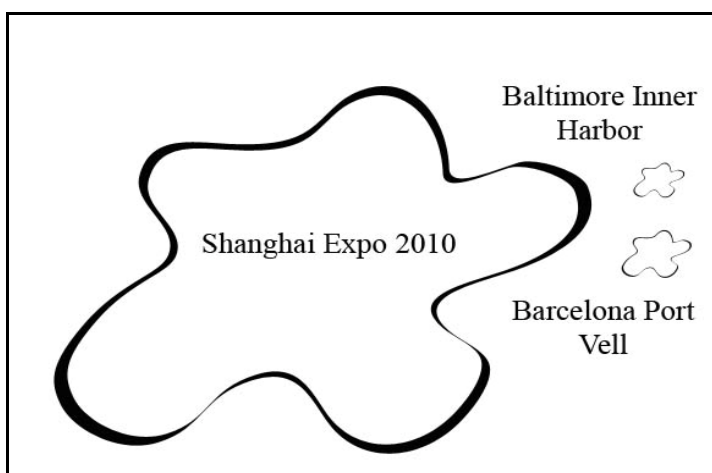 Baltimore Inner
Harbor
Shanghai Expo 2010
Barcelona Port
Vell